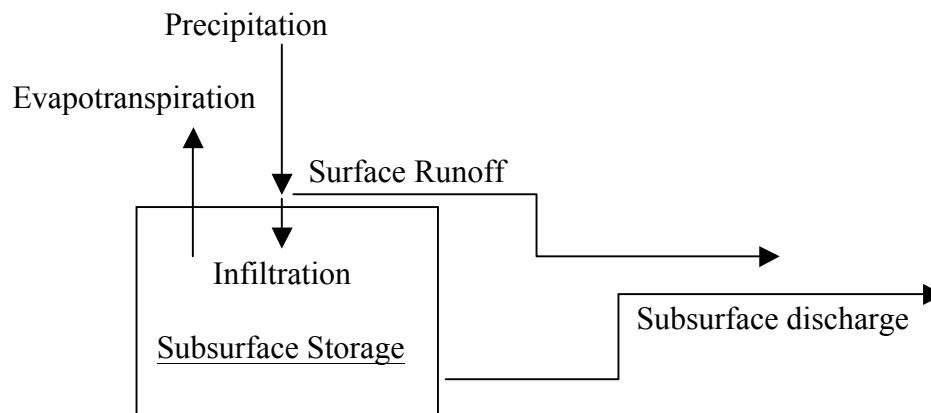 Precipitation
Evapotranspiration
Surface Runoff
Infiltration
Subsurface discharge
Subsurface Storage